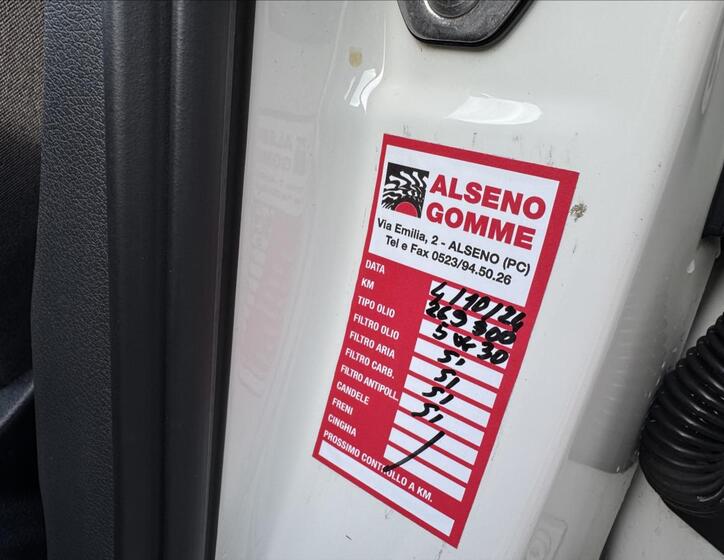 ALSENO
GOMME
Via Emilia, 2 - ALSENO (PC)
Tel e Fax 0523/94.50.26
DATA 4/10/24
KM 269300
TIPO OLIO 5w30
FILTRO OLIO Si
FILTRO ARIA Si
FILTRO CARB. Si
FILTRO ANTIPOLL. Si
CANDELE
FRENI /
CINGHIA
PROSSIMO CONTROLLO A KM.